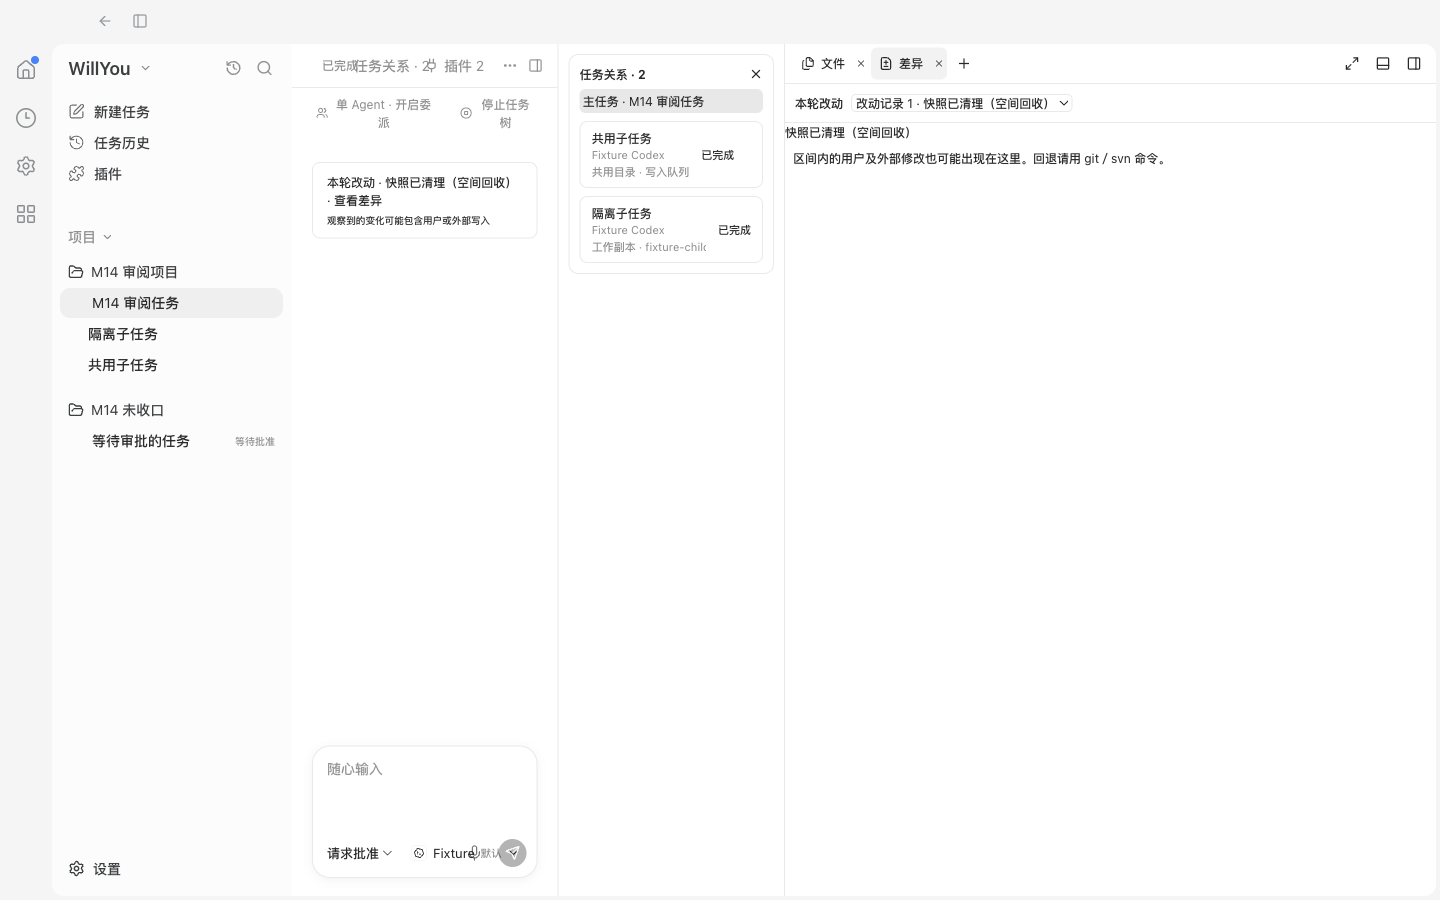 WillYou
新建任务
任务历史
插件
项目
M14 审阅项目
M14 审阅任务
隔离子任务
共用子任务
M14 未收口
等待审批的任务
等待批准
设置
已完成
任务关系 · 2
插件 2
单 Agent · 开启委
派
停止任务
树
本轮改动 · 快照已清理（空间回收）
· 查看差异
观察到的变化可能包含用户或外部写入
随心输入
请求批准
Fixture
默认
任务关系 · 2
主任务 · M14 审阅任务
共用子任务
Fixture Codex
已完成
共用目录 · 写入队列
隔离子任务
Fixture Codex
已完成
工作副本 · fixture-chilc
文件
差异
本轮改动
改动记录 1 · 快照已清理（空间回收）
快照已清理（空间回收）
区间内的用户及外部修改也可能出现在这里。回退请用 git / svn 命令。